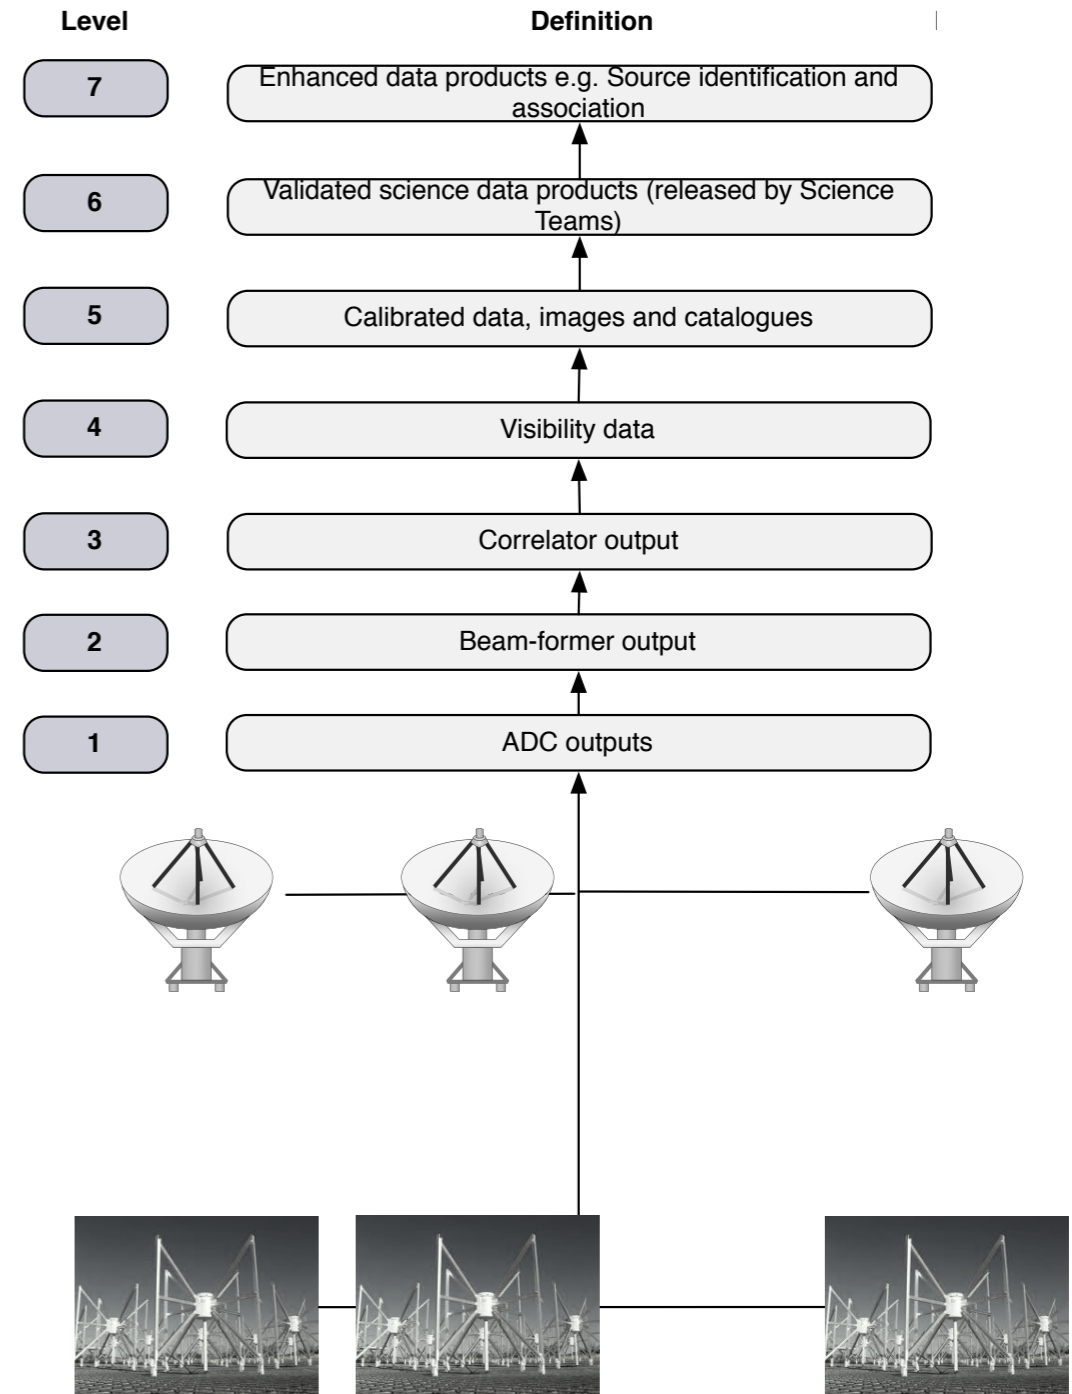 Level Definition
7 Enhanced data products e.g. Source identification and
association
6 Validated science data products (released by Science
Teams)
5 Calibrated data, images and catalogues
4 Visibility data
3 Correlator output
2 Beam-former output
1 ADC outputs